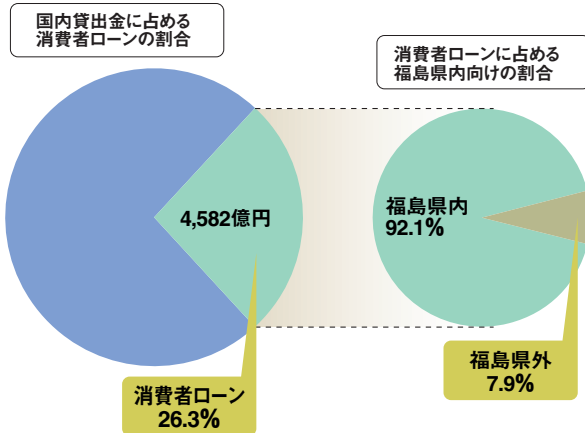 国内貸出金に占める
消費者ローンの割合
消費者ローンに占める
福島県内向けの割合
4,582億円
福島県内
92.1%
消費者ローン
26.3%
福島県外
7.9%